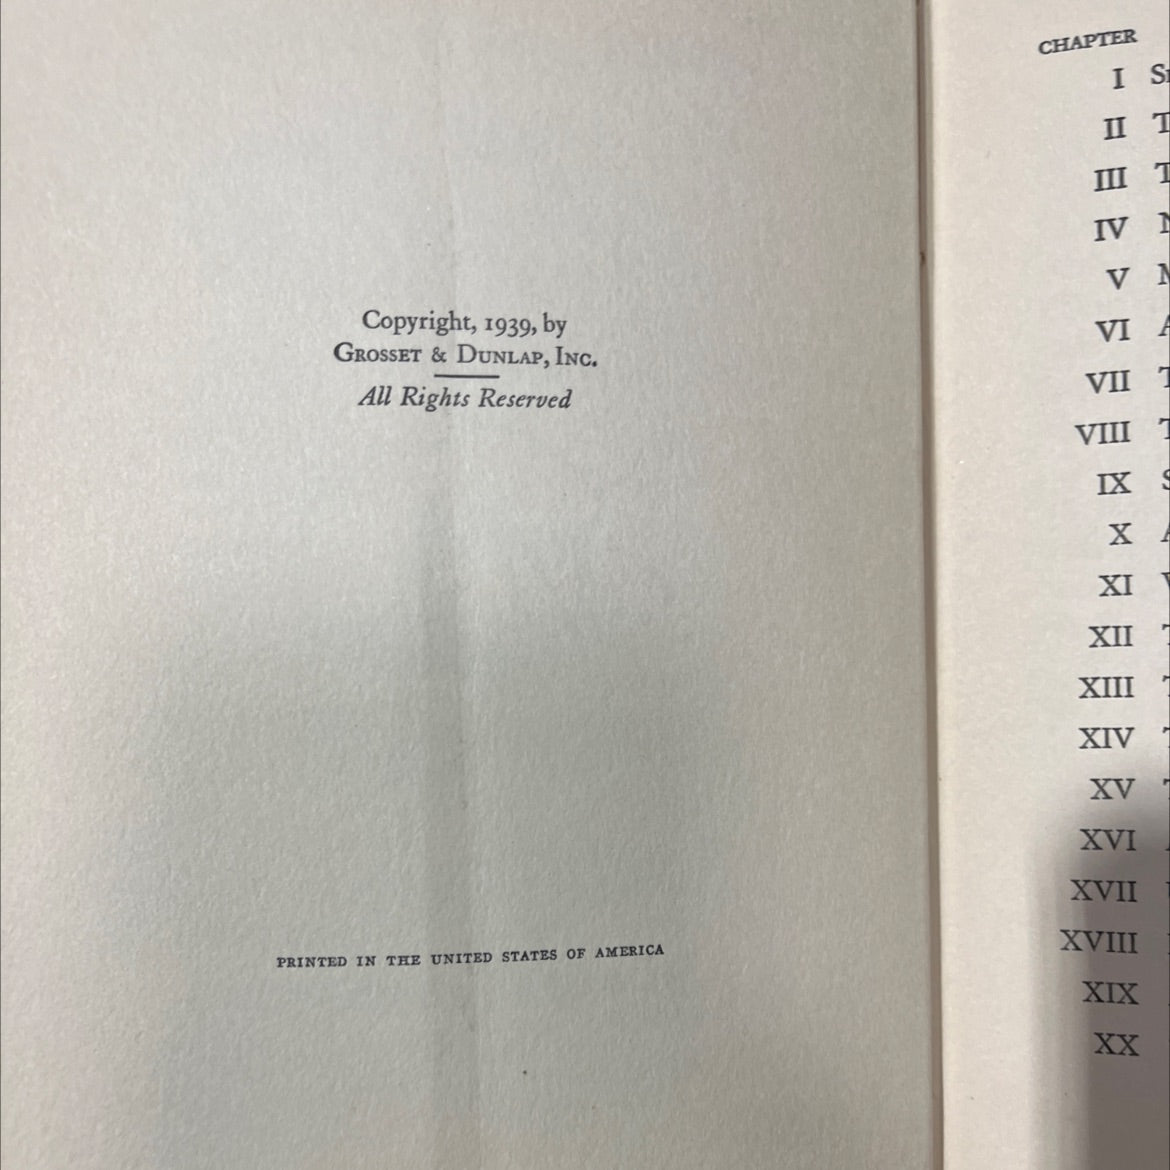 Copyright, 1939, by
GROSSET & DUNLAP, INC.
All Rights Reserved
PRINTED IN THE UNITED STATES OF AMERICA
CHAPTER
I
II
III
IV
V
VI
VII
VIII
IX
X
XI
XII
XIII
XIV
XV
XVI
XVII
XVIII
XIX
XX